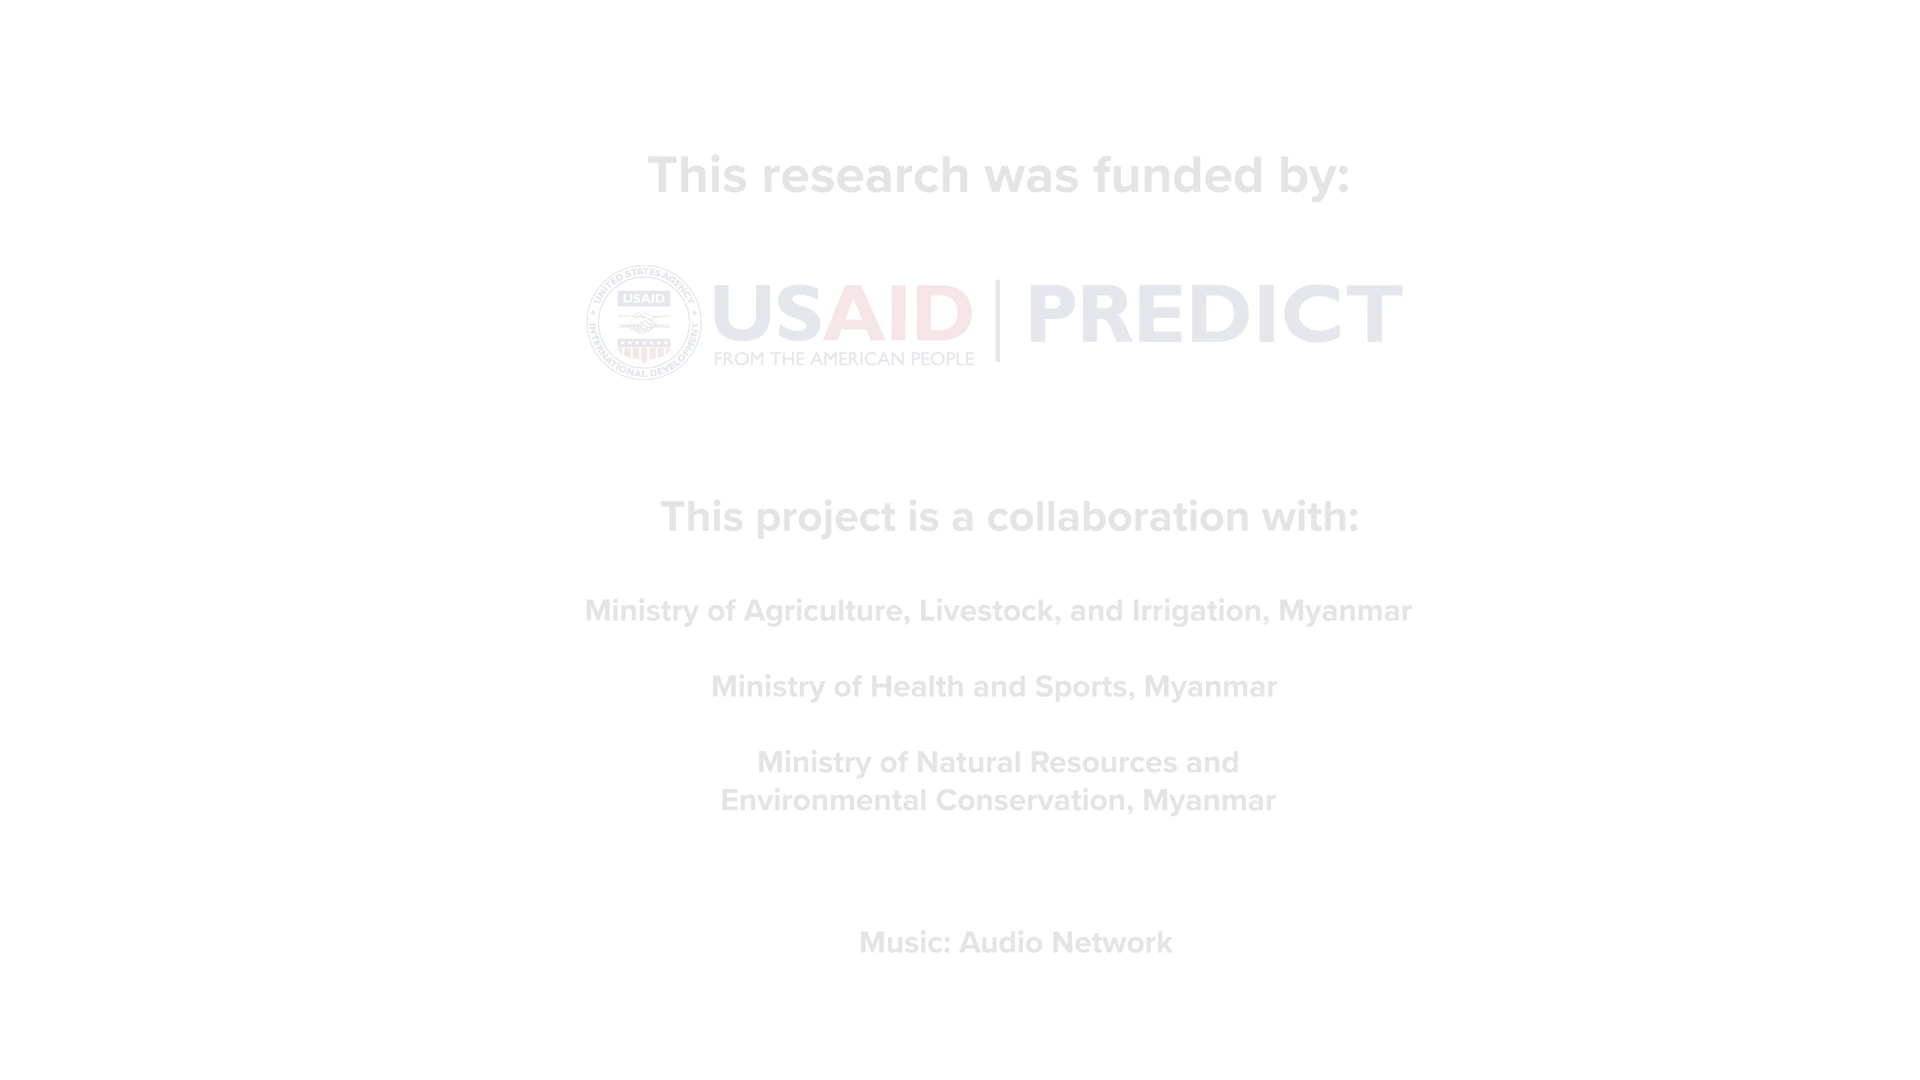 This research was funded by:
UNITED STATES AGENCY
USAID
INTERNATIONAL DEVELOPMENT
USAID | PREDICT
FROM THE AMERICAN PEOPLE
This project is a collaboration with:
Ministry of Agriculture, Livestock, and Irrigation, Myanmar
Ministry of Health and Sports, Myanmar
Ministry of Natural Resources and
Environmental Conservation, Myanmar
Music: Audio Network